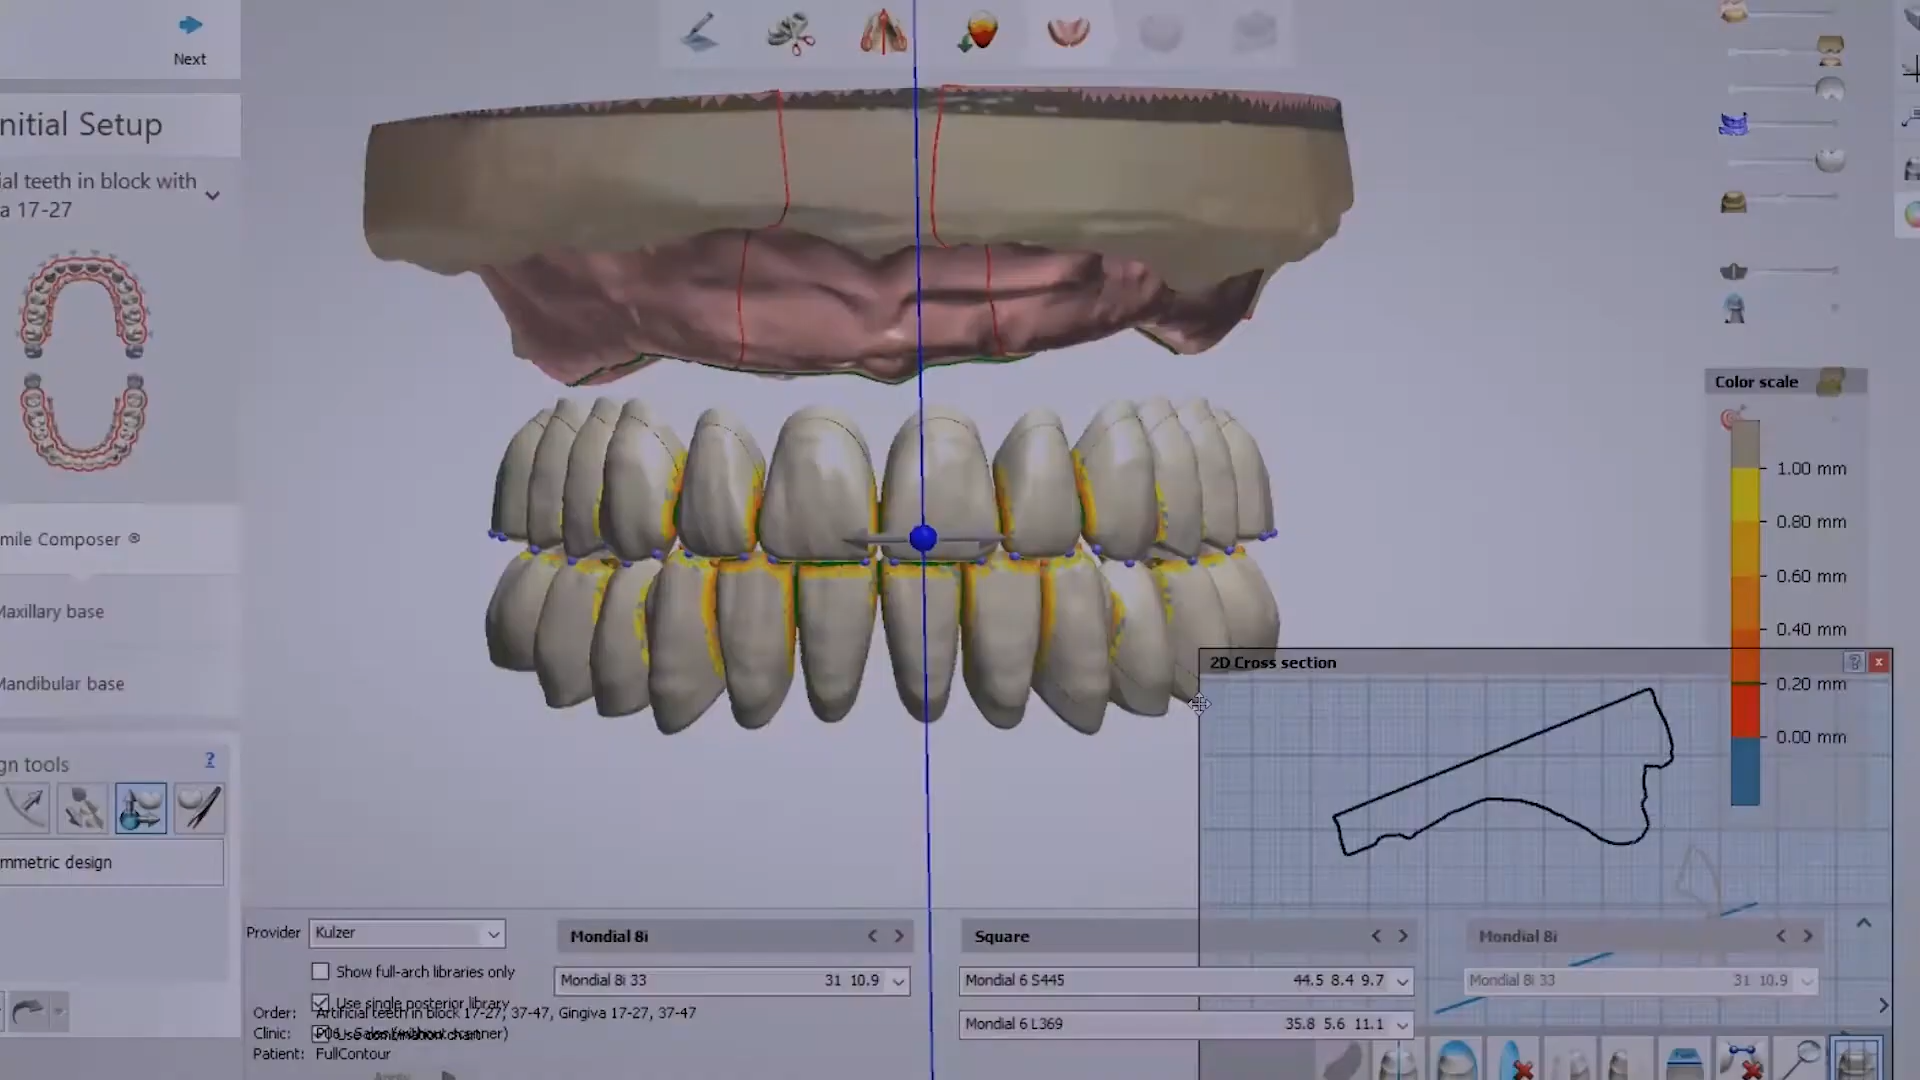 Next
nitial Setup
ial teeth in block with
a 17-27
mile Composer ®
Maxillary base
Mandibular base
gn tools
?
mmetric design
Color scale
1.00 mm
0.80 mm
0.60 mm
0.40 mm
0.20 mm
0.00 mm
2D Cross section
Provider Kulzer
Show full-arch libraries only
Use single posterior library
Order: Artificial teeth in block 17-27, 37-47, Gingiva 17-27, 37-47
Clinic:
Patient: FullContour
Apply
Mondial 8i
Mondial 8i 33 31 10.9
Square
Mondial 6 S445 44.5 8.4 9.7
Mondial 6 L369 35.8 5.6 11.1
Mondial 8i
Mondial 8i 33 31 10.9